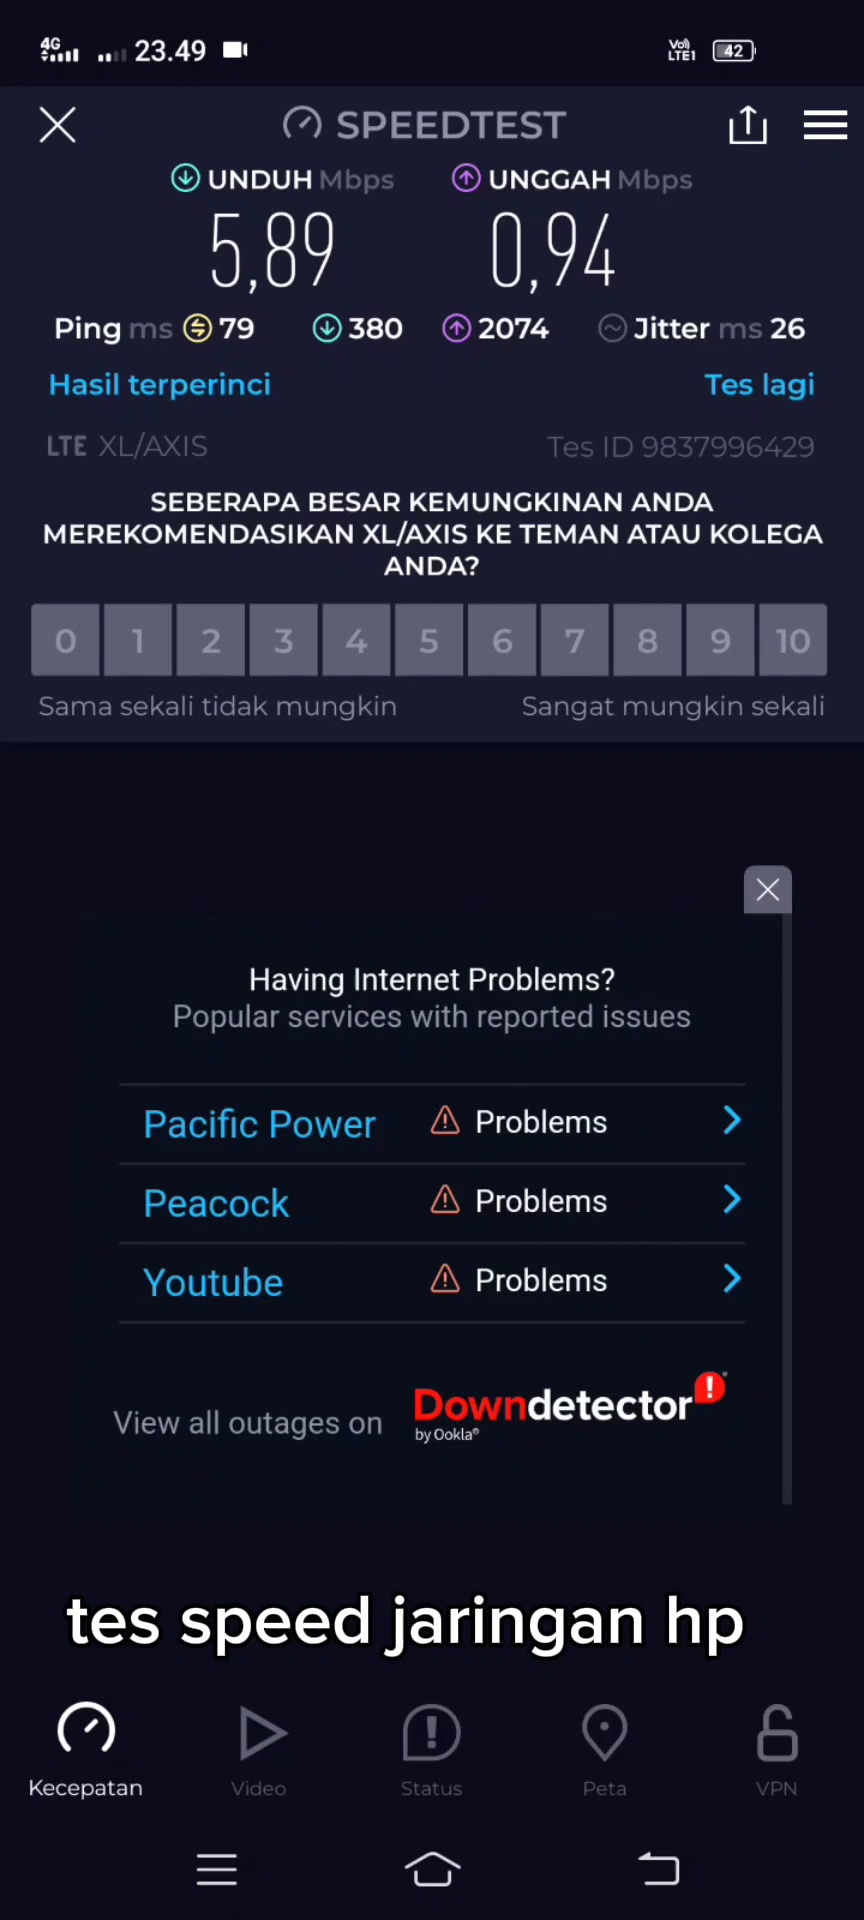 4G 23.49 Vo) LTE1 42
SPEEDTEST
UNDUH Mbps UNGGAH Mbps
5,89 0,94
Ping ms 79 380 2074 Jitter ms 26
Hasil terperinci Tes lagi
LTE XL/AXIS Tes ID 9837996429
SEBERAPA BESAR KEMUNGKINAN ANDA
MEREKOMENDASIKAN XL/AXIS KE TEMAN ATAU KOLEGA
ANDA?
0 1 2 3 4 5 6 7 8 9 10
Sama sekali tidak mungkin Sangat mungkin sekali
Having Internet Problems?
Popular services with reported issues
Pacific Power Problems
Peacock Problems
Youtube Problems
View all outages on Downdetector
by Ookla®
tes speed jaringan hp
Kecepatan Video Status Peta VPN